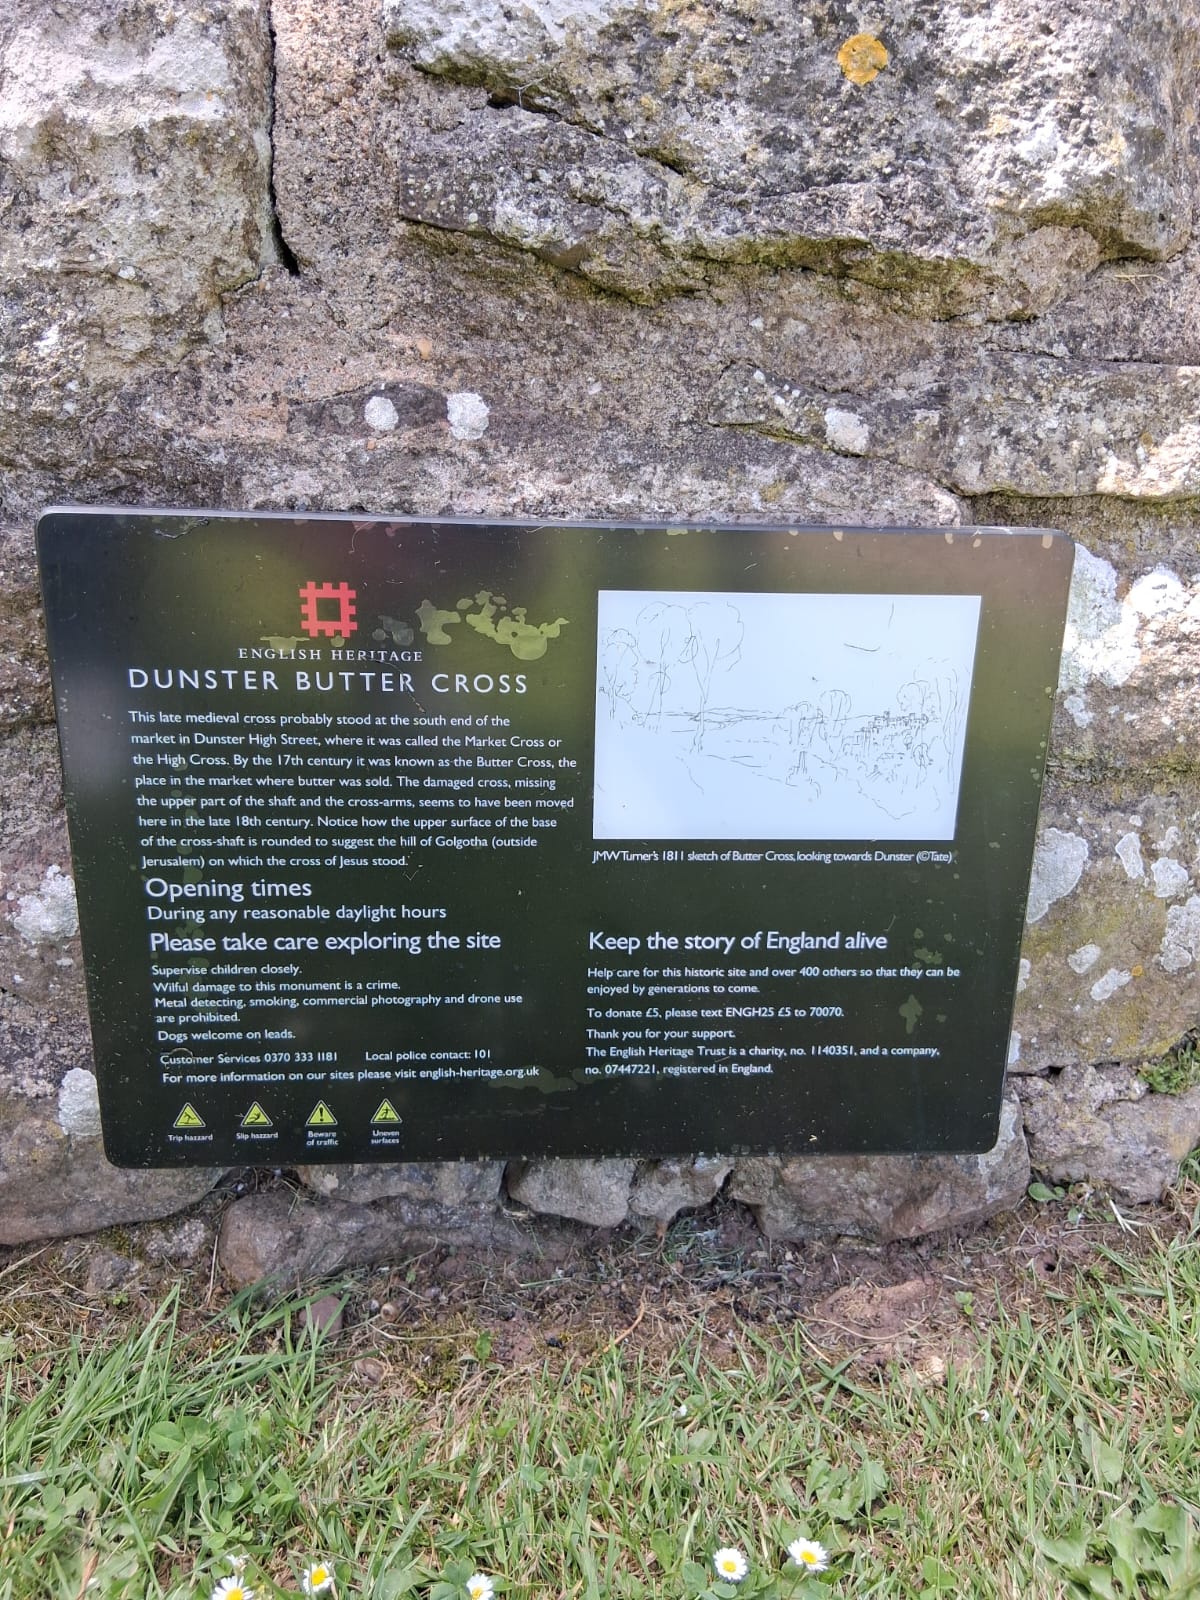 ENGLISH HERITAGE
DUNSTER BUTTER CROSS
This late medieval cross probably stood at the south end of the
market in Dunster High Street, where it was called the Market Cross or
the High Cross. By the 17th century it was known as the Butter Cross, the
place in the market where butter was sold. The damaged cross, missing
the upper part of the shaft and the cross-arms, seems to have been moved
here in the late 18th century. Notice how the upper surface of the base
of the cross-shaft is rounded to suggest the hill of Golgotha (outside
Jerusalem) on which the cross of Jesus stood.
Opening times
During any reasonable daylight hours
Please take care exploring the site
Supervise children closely.
Wilful damage to this monument is a crime.
Metal detecting, smoking, commercial photography and drone use
are prohibited.
Dogs welcome on leads.
Customer Services 0370 333 1181 Local police contact: 101
For more information on our sites please visit english-heritage.org.uk
Trip hazzard
Slip hazzard
Beware
of traffic
Uneven
surfaces
JMW Turner's 1811 sketch of Butter Cross, looking towards Dunster (©Tate)
Keep the story of England alive
Help care for this historic site and over 400 others so that they can be
enjoyed by generations to come.
To donate £5, please text ENGH25 £5 to 70070.
Thank you for your support.
The English Heritage Trust is a charity, no. 1140351, and a company,
no. 07447221, registered in England.